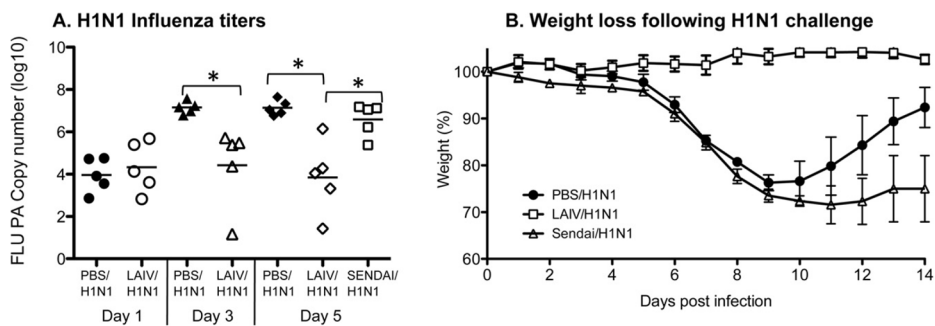 A. H1N1 Influenza titers
FLU PA Copy number (log10)
10
8
6
4
2
0
*
*
*
PBS/ LAIV/ PBS/ LAIV/ PBS/ LAIV/ SENDAI/
H1N1 H1N1 H1N1 H1N1 H1N1 H1N1 H1N1
Day 1 Day 3 Day 5
B. Weight loss following H1N1 challenge
Weight (%)
100
90
80
70
60
PBS/H1N1
LAIV/H1N1
Sendai/H1N1
0 2 4 6 8 10 12 14
Days post infection